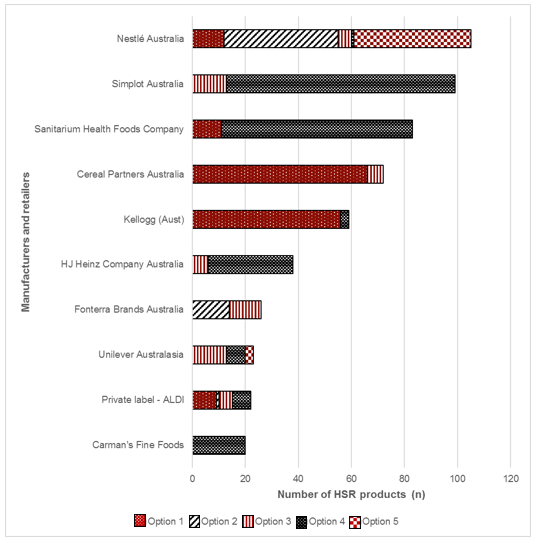 Manufacturers and retailers
Nestlé Australia
Simplot Australia
Sanitarium Health Foods Company
Cereal Partners Australia
Kellogg (Aust)
HJ Heinz Company Australia
Fonterra Brands Australia
Unilever Australasia
Private label - ALDI
Carman's Fine Foods
0 20 40 60 80 100 120
Number of HSR products (n)
Option 1 Option 2 Option 3 Option 4 Option 5